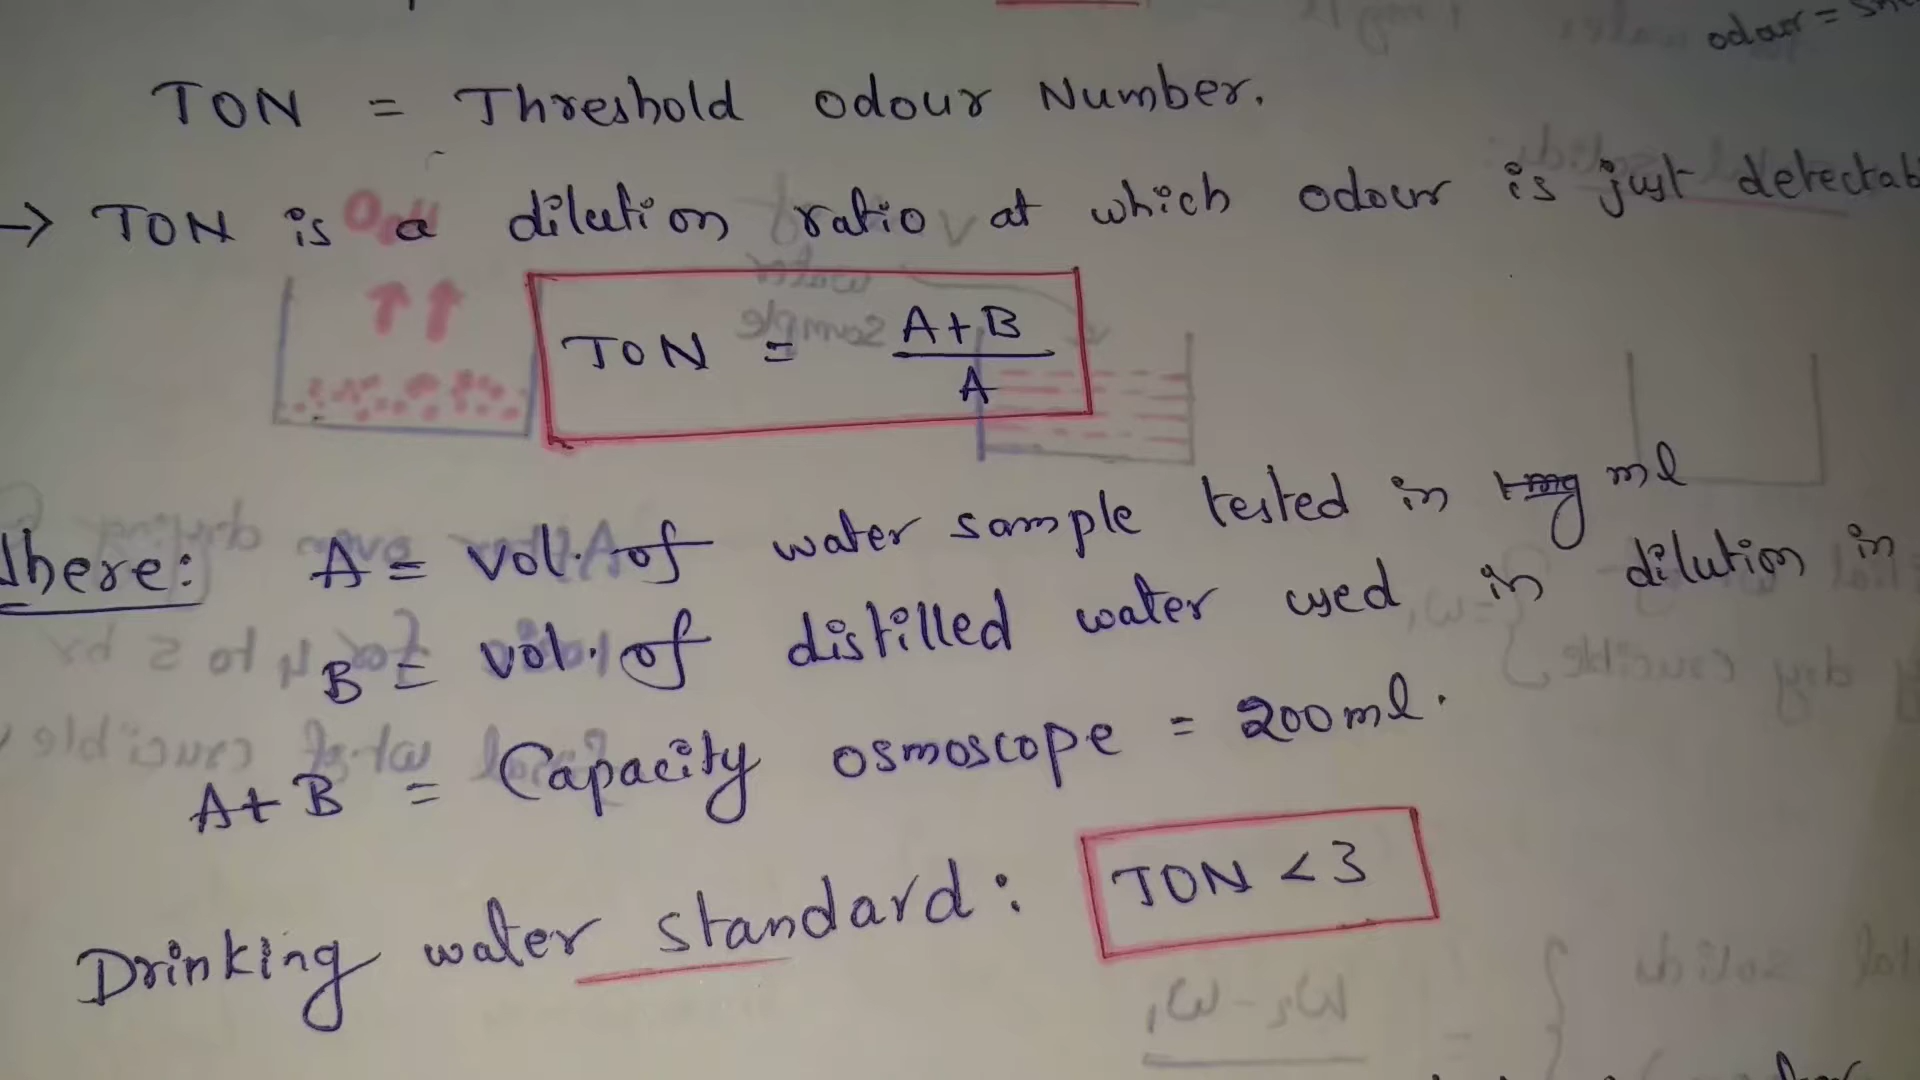 odour =
TON = Threshold odour Number.
→ TON is a dilution ratio at which odour is just detectab
TON = A+B / A
Where: A = vol. of water sample tested in ml
B = vol. of distilled water used in dilution in
A+B = Capacity osmoscope = 200ml.
Drinking water standard: TON <3